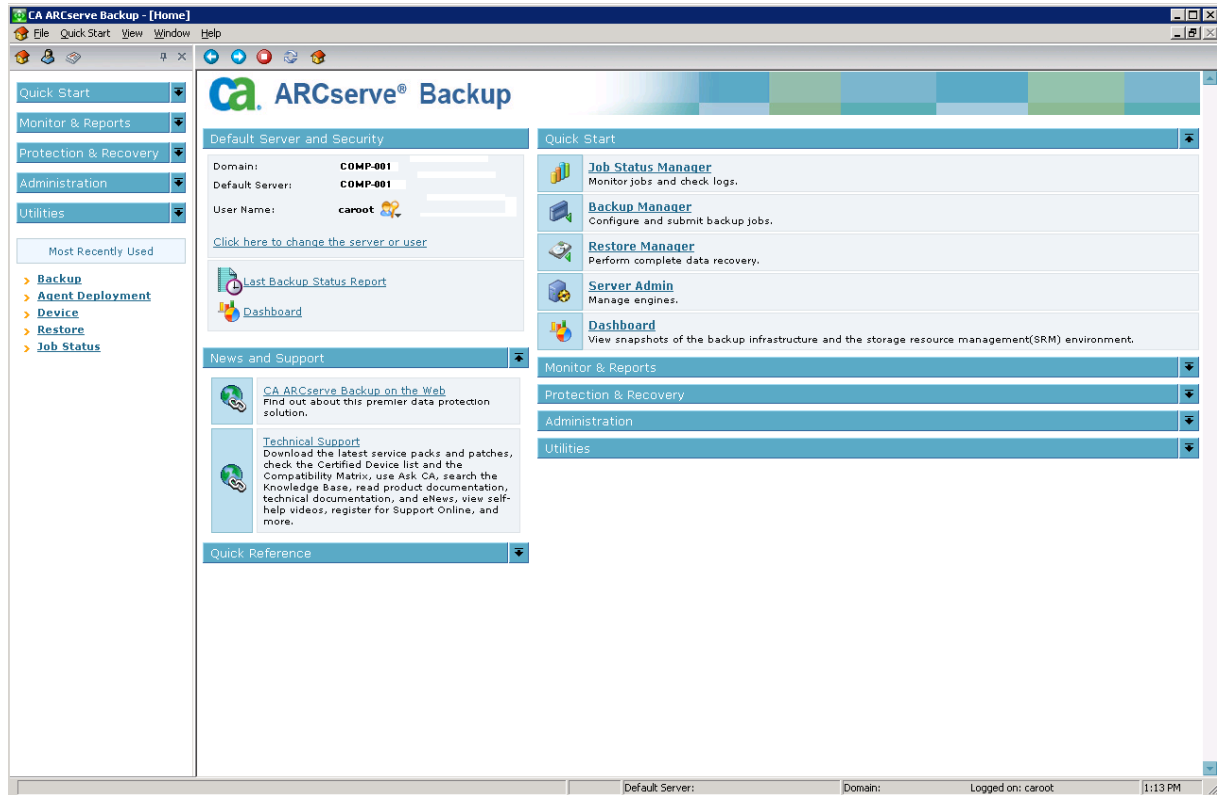 CA ARCserve Backup - [Home]
File Quick Start View Window Help
Quick Start
Monitor & Reports
Protection & Recovery
Administration
Utilities
Most Recently Used
Backup
Agent Deployment
Device
Restore
Job Status
ca. ARCserve® Backup
Default Server and Security
Domain: COMP-001
Default Server: COMP-001
User Name: caroot
Click here to change the server or user
Last Backup Status Report
Dashboard
News and Support
CA ARCserve Backup on the Web
Find out about this premier data protection
solution.
Technical Support
Download the latest service packs and patches,
check the Certified Device list and the
Compatibility Matrix, use Ask CA, search the
Knowledge Base, read product documentation,
technical documentation, and eNews, view self-
help videos, register for Support Online, and
more.
Quick Reference
Quick Start
Job Status Manager
Monitor jobs and check logs.
Backup Manager
Configure and submit backup jobs.
Restore Manager
Perform complete data recovery.
Server Admin
Manage engines.
Dashboard
View snapshots of the backup infrastructure and the storage resource management(SRM) environment.
Monitor & Reports
Protection & Recovery
Administration
Utilities
Default Server: Domain: Logged on: caroot 1:13 PM